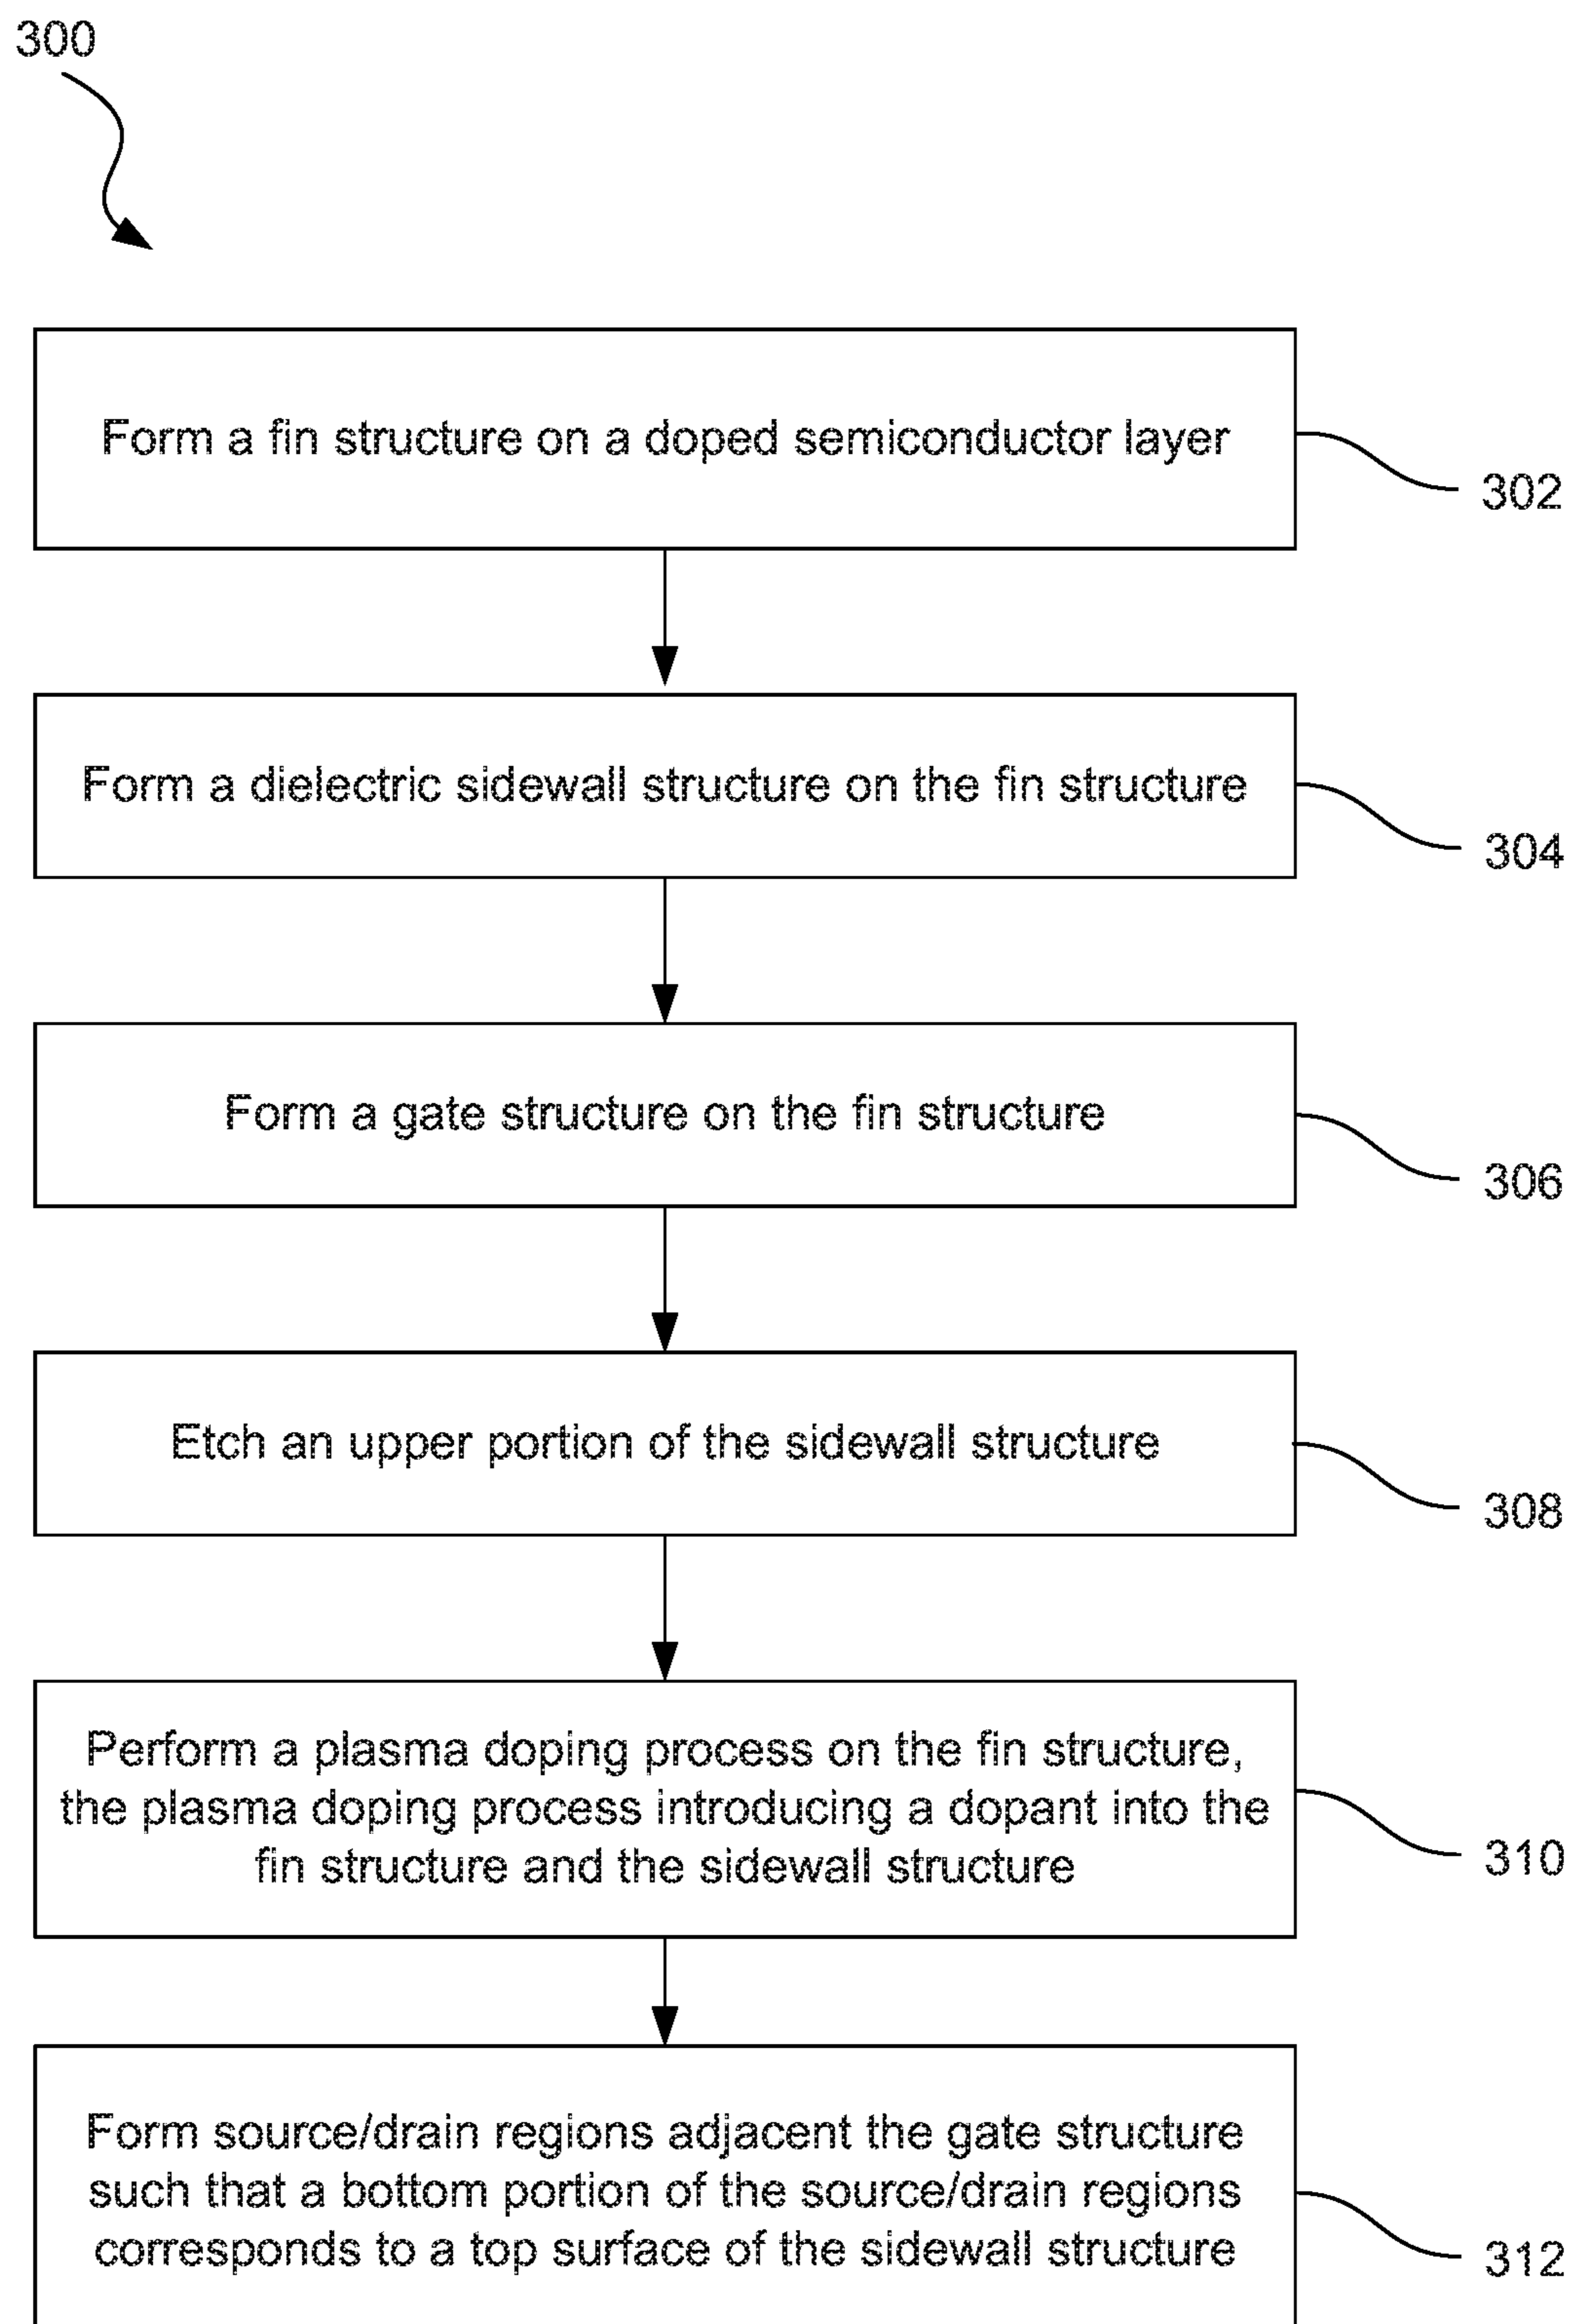 300
Form a fin structure on a doped semiconductor layer
302
Form a dielectric sidewall structure on the fin structure
304
Form a gate structure on the fin structure
306
Etch an upper portion of the sidewall structure
308
Perform a plasma doping process on the fin structure,
the plasma doping process introducing a dopant into the
fin structure and the sidewall structure
310
Form source/drain regions adjacent the gate structure
such that a bottom portion of the source/drain regions
corresponds to a top surface of the sidewall structure
312